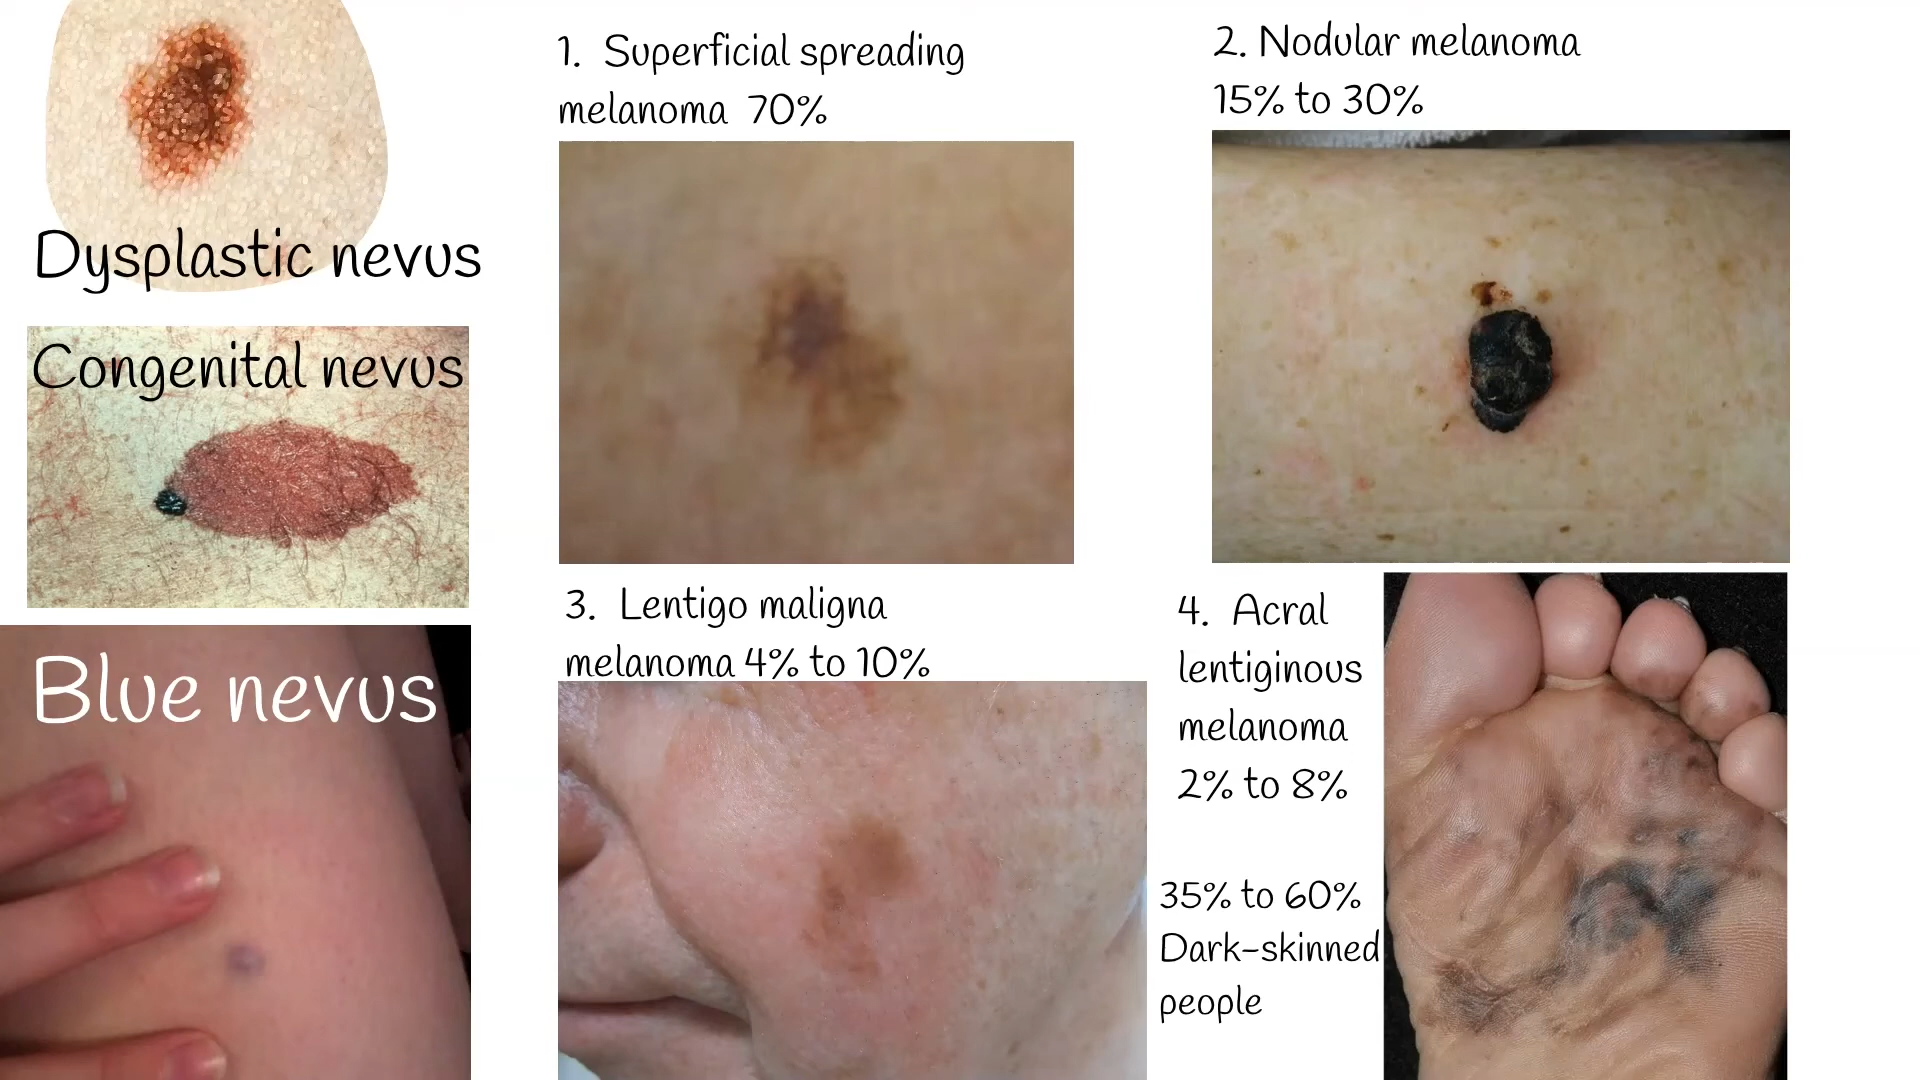 Dysplastic nevus
Congenital nevus
Blue nevus
1. Superficial spreading
melanoma 70%
2. Nodular melanoma
15% to 30%
3. Lentigo maligna
melanoma 4% to 10%
4. Acral
lentiginous
melanoma
2% to 8%
35% to 60%
Dark-skinned
people